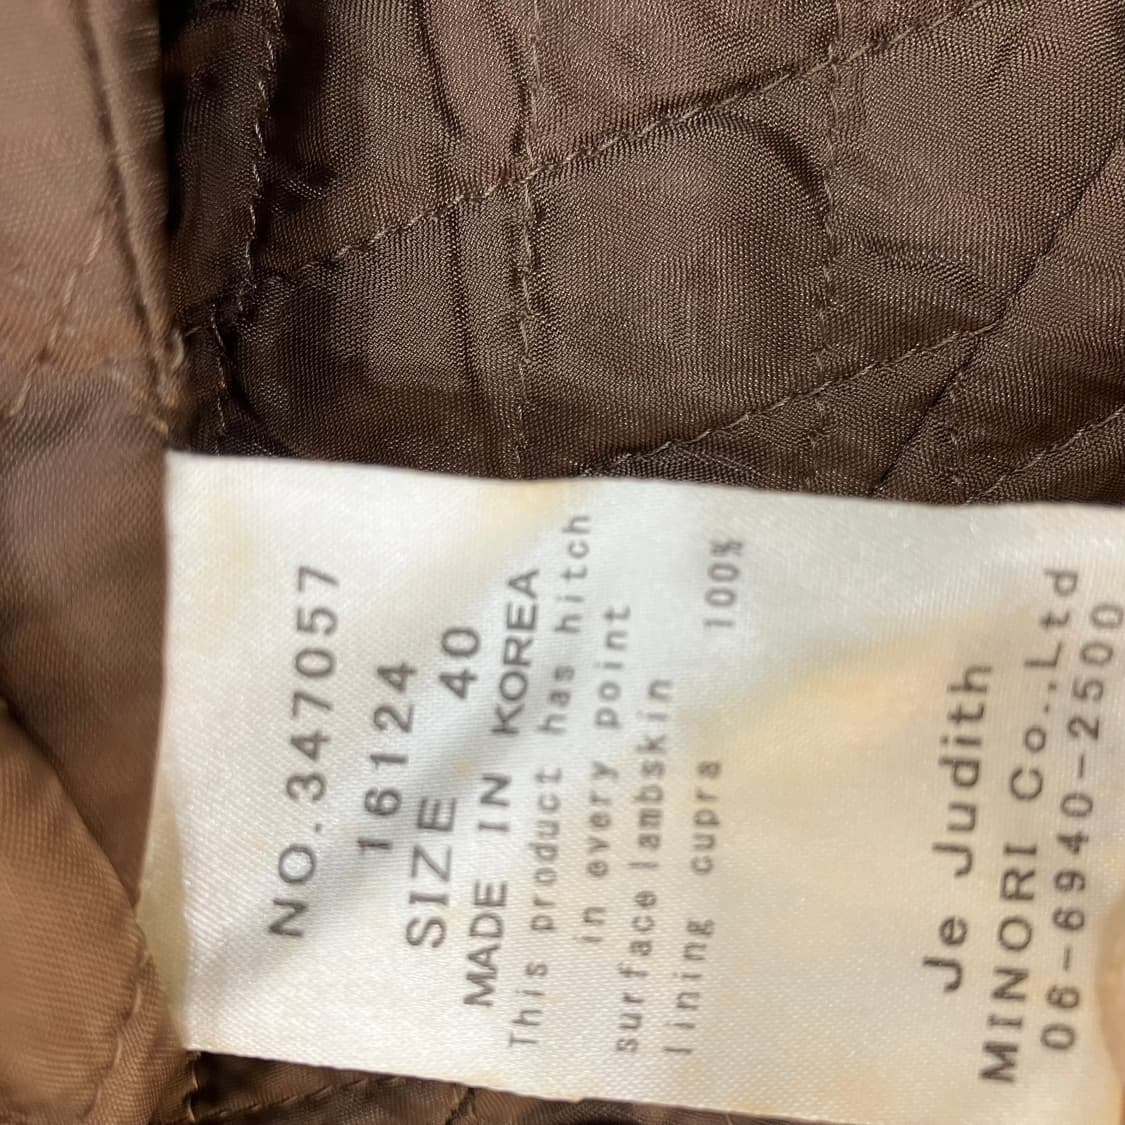 NO.347057
16124
SIZE 40
MADE IN KOREA
This product has hitch
in every point
surface lambskin
lining cupra 100%
Je Judith
MINORI Co.,Ltd
06-6940-2500